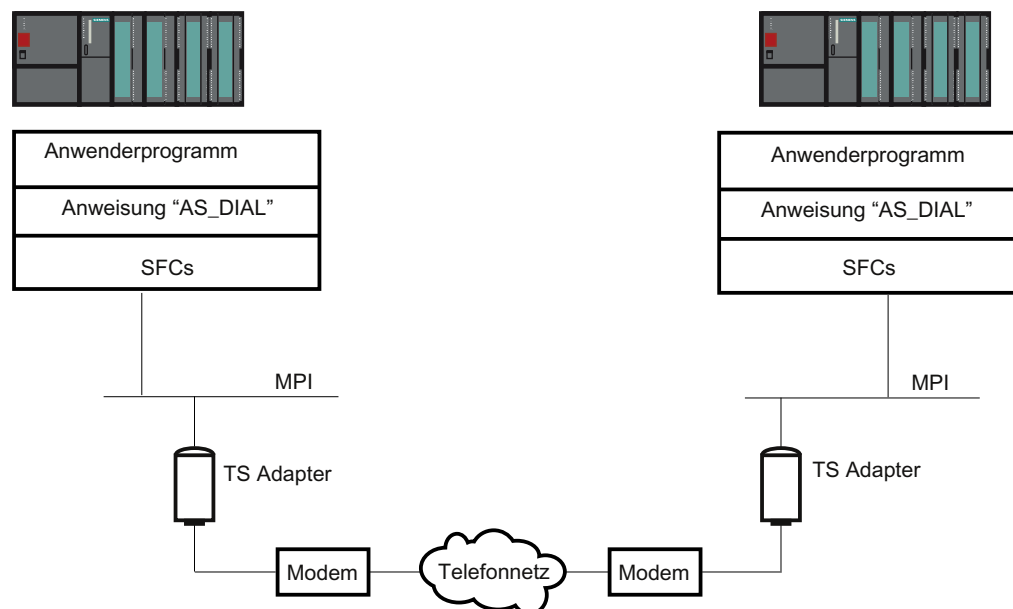 Anwenderprogramm
Anweisung “AS_DIAL”
SFCs
MPI
TS Adapter
Modem
Telefonnetz
Modem
TS Adapter
MPI
SFCs
Anweisung “AS_DIAL”
Anwenderprogramm